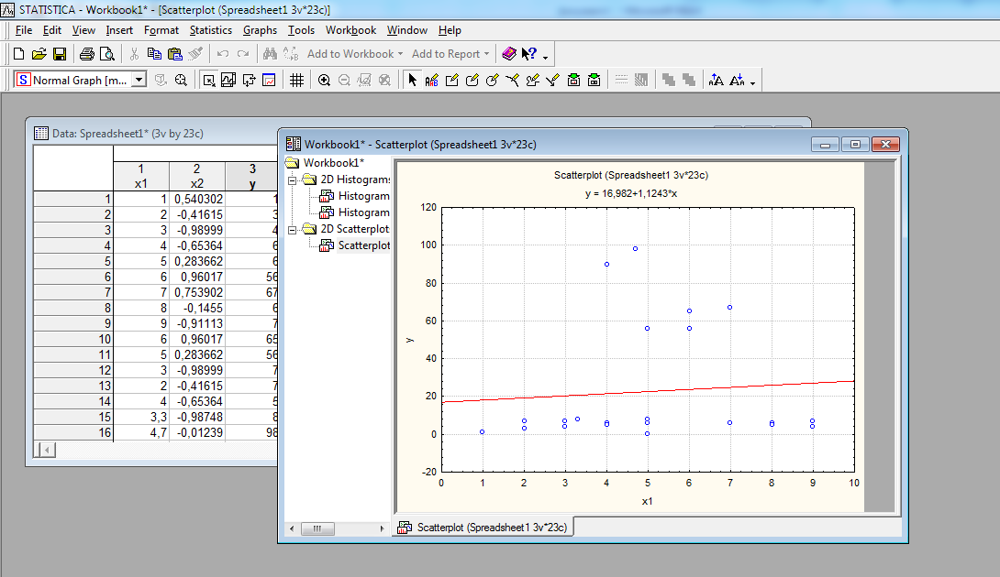 STATISTICA - Workbook1* - [Scatterplot (Spreadsheet1 3v*23c)]
File Edit View Insert Format Statistics Graphs Tools Workbook Window Help
Add to Workbook Add to Report
Normal Graph [m...
Data: Spreadsheet1* (3v by 23c)
1 2 3
x1 x2 y
1 1 0,540302 1
2 2 -0,41615 3
3 3 -0,98999 4
4 4 -0,65364 6
5 5 0,283662 6
6 6 0,96017 56
7 7 0,753902 67
8 8 -0,1455 6
9 9 -0,91113 7
10 6 0,96017 65
11 5 0,283662 56
12 3 -0,98999 7
13 2 -0,41615 7
14 4 -0,65364 5
15 3,3 -0,98748 8
16 4,7 -0,01239 98
Workbook1* - Scatterplot (Spreadsheet1 3v*23c)
Workbook1*
2D Histograms
Histogram
Histogram
2D Scatterplot
Scatterplot
Scatterplot (Spreadsheet1 3v*23c)
y = 16,982+1,1243*x
120
100
80
60
40
20
0
-20
y
0 1 2 3 4 5 6 7 8 9 10
x1
Scatterplot (Spreadsheet1 3v*23c)